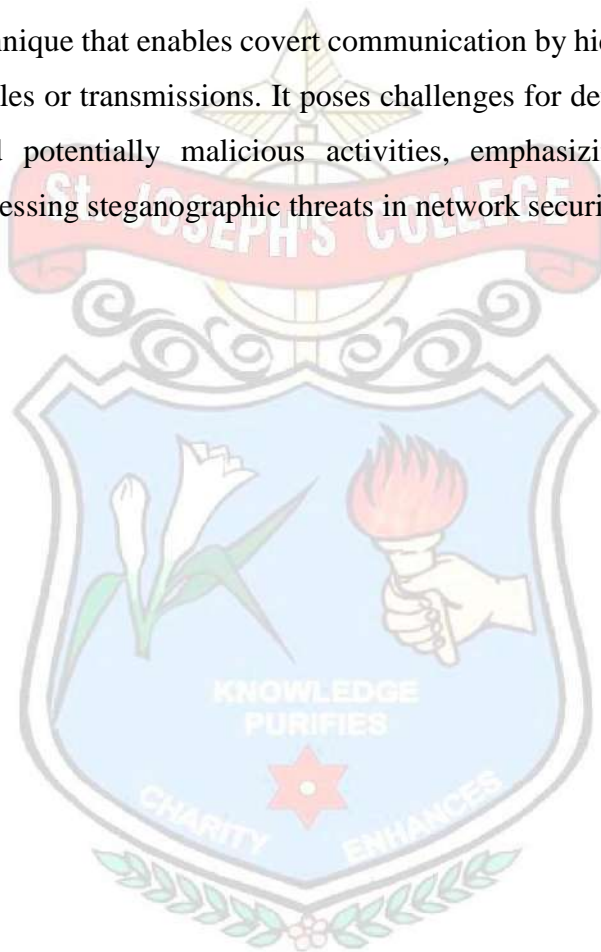 nique that enables covert communication by hi
les or transmissions. It poses challenges for de
potentially malicious activities, emphasizi
essing steganographic threats in network securi
St. JOSEPH'S COLLEGE
KNOWLEDGE
PURIFIES
CHARITY
ENHANCES